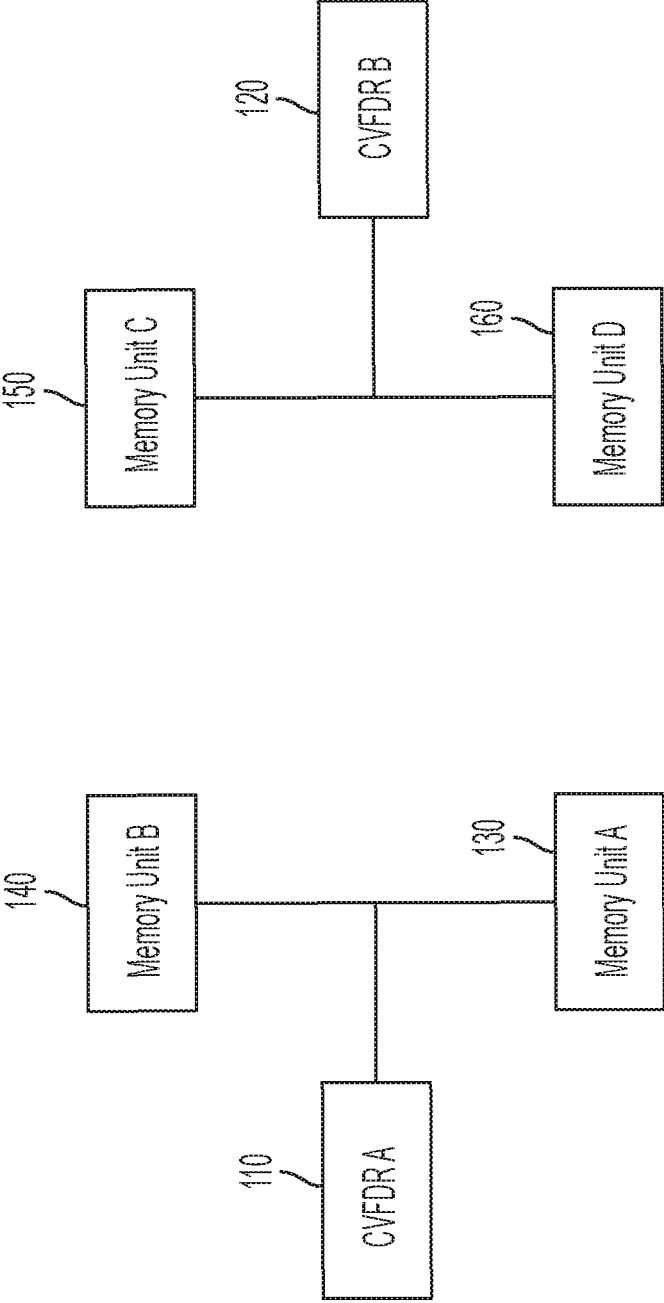 110
CVFDR A
140
Memory Unit B
130
Memory Unit A
150
Memory Unit C
160
Memory Unit D
120
CVFDR B